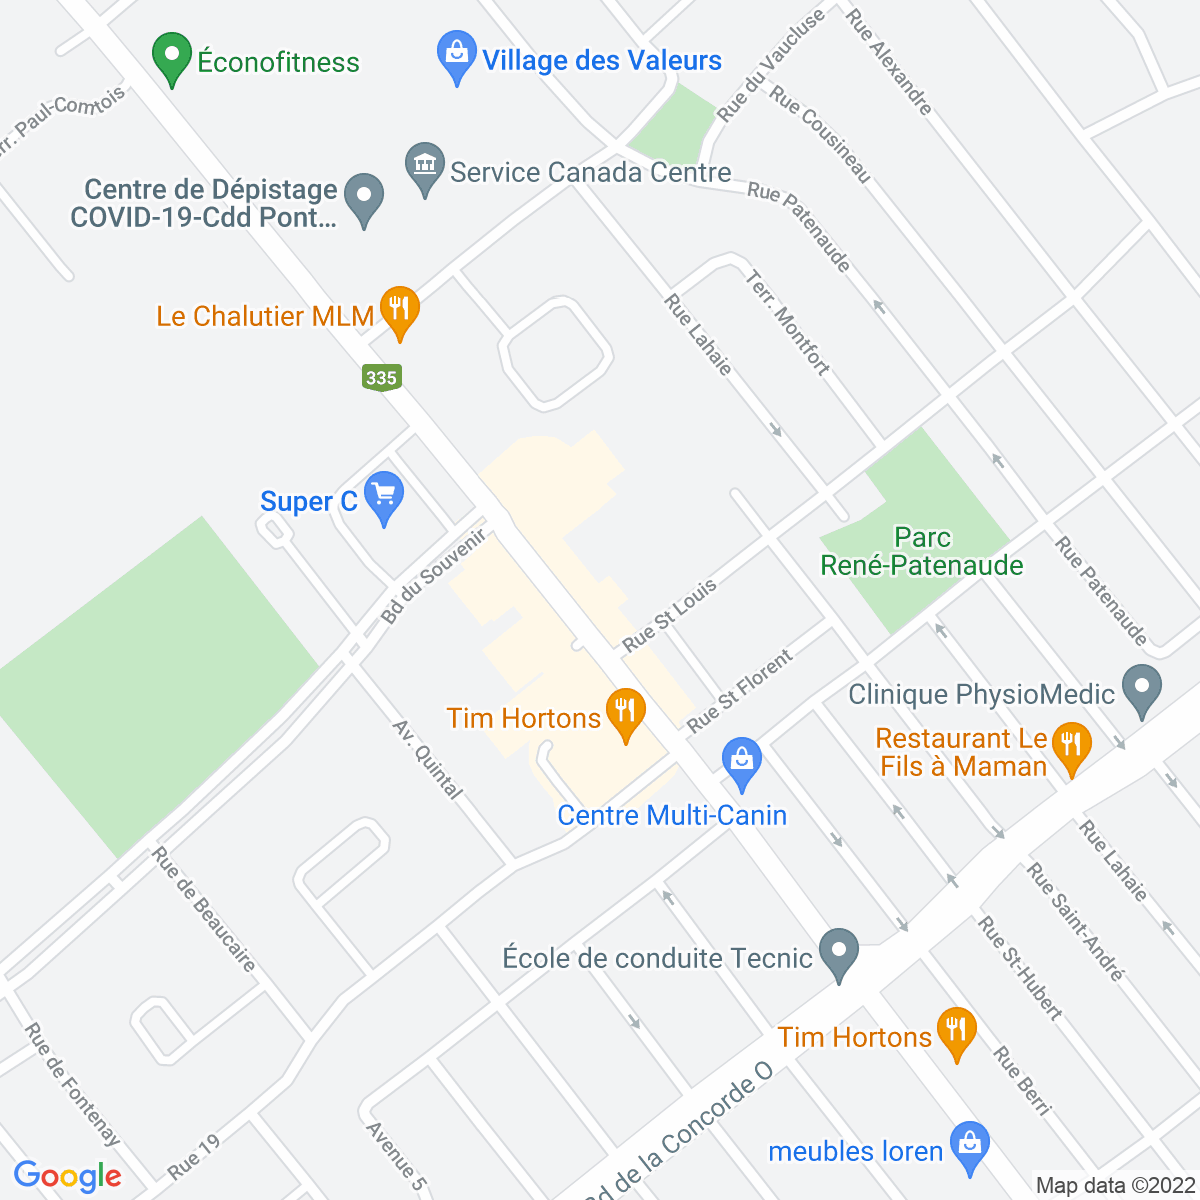 Économfitness
Village des Valeurs
Rue du Vaucluse
Rue Alexandre
Rue Cousineau
Terr. Paul-Comtois
Service Canada Centre
Centre de Dépistage
COVID-19-Cdd Pont...
Rue Patenaude
Le Chalutier MLM
335
Rue Lahaie
Terr. Montfort
Super C
Bd du Souvenir
Parc
René-Patenaude
Rue Patenaude
Rue St Louis
Rue St Florent
Clinique PhysioMedic
Tim Hortons
Av. Quintal
Restaurant Le
Fils à Maman
Centre Multi-Canin
Rue de Beaucaire
Rue Lahaie
Rue Saint-André
École de conduite Tecnic
Rue St-Hubert
Tim Hortons
Rue de Fontenay
Rue Berri
Bd de la Concorde O
Rue 19
Avenue 5
meubles loren
Google
Map data ©2022